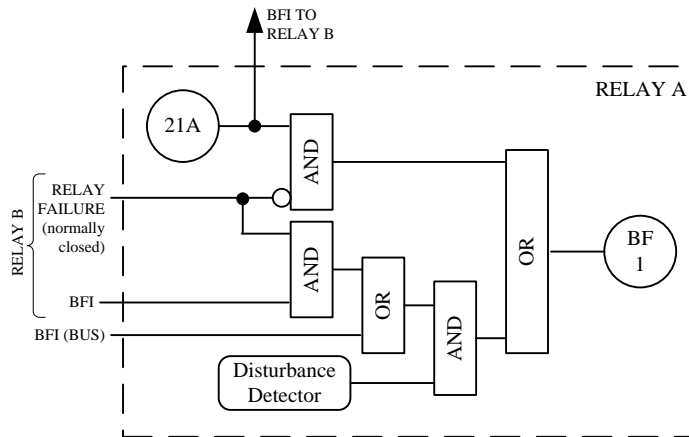 BFI TO
RELAY B
RELAY A
21A
AND
RELAY B
RELAY
FAILURE
(normally
closed)
AND
OR
BF
1
BFI
OR
AND
BFI (BUS)
Disturbance
Detector